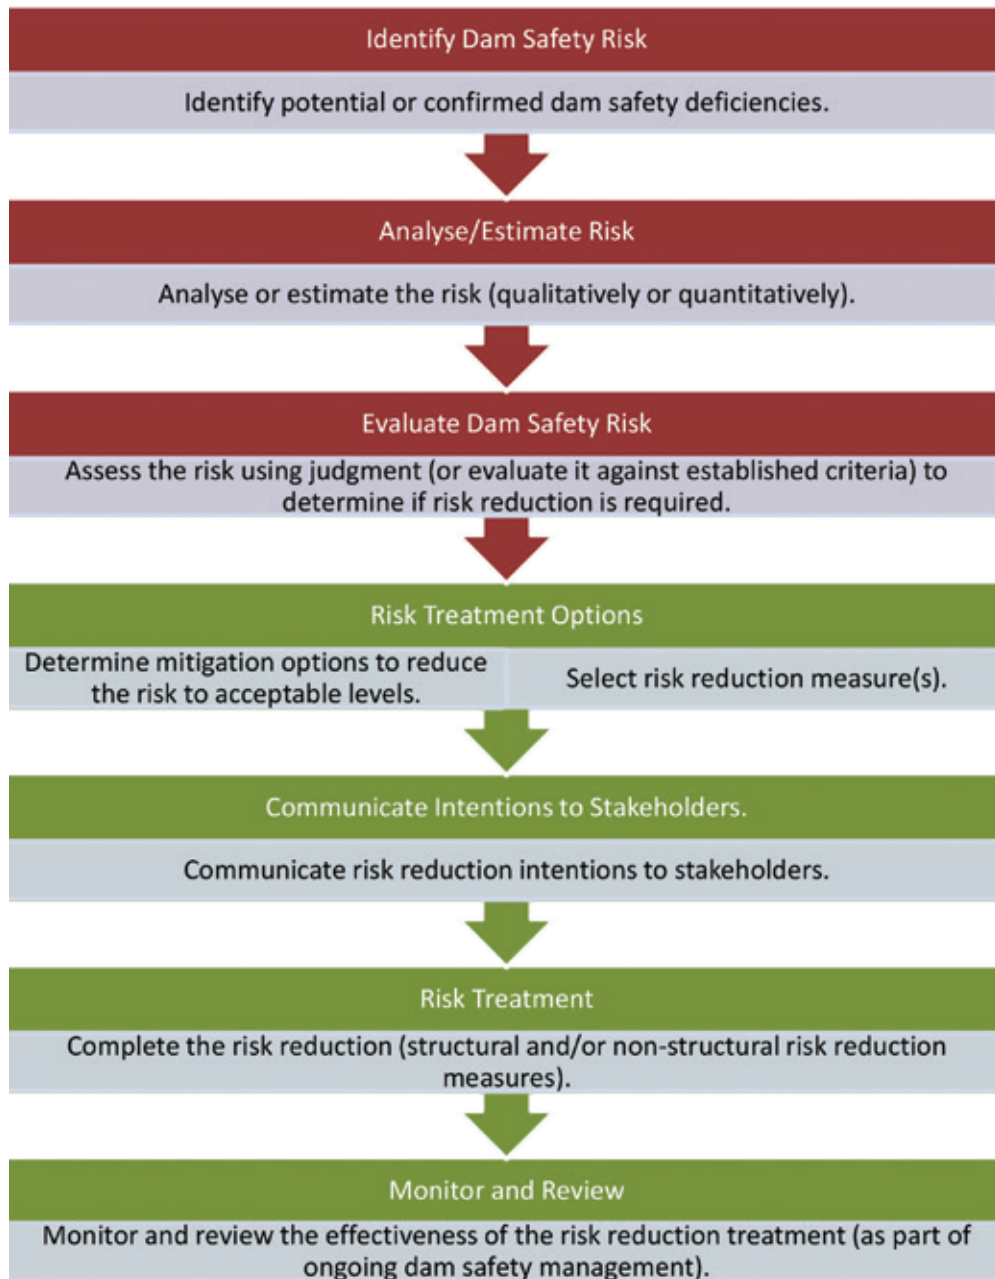 Identify Dam Safety Risk
Identify potential or confirmed dam safety deficiencies.
Analyse/Estimate Risk
Analyse or estimate the risk (qualitatively or quantitatively).
Evaluate Dam Safety Risk
Assess the risk using judgment (or evaluate it against established criteria) to
determine if risk reduction is required.
Risk Treatment Options
Determine mitigation options to reduce
the risk to acceptable levels.
Select risk reduction measure(s).
Communicate Intentions to Stakeholders.
Communicate risk reduction intentions to stakeholders.
Risk Treatment
Complete the risk reduction (structural and/or non-structural risk reduction
measures).
Monitor and Review
Monitor and review the effectiveness of the risk reduction treatment (as part of
ongoing dam safety management).